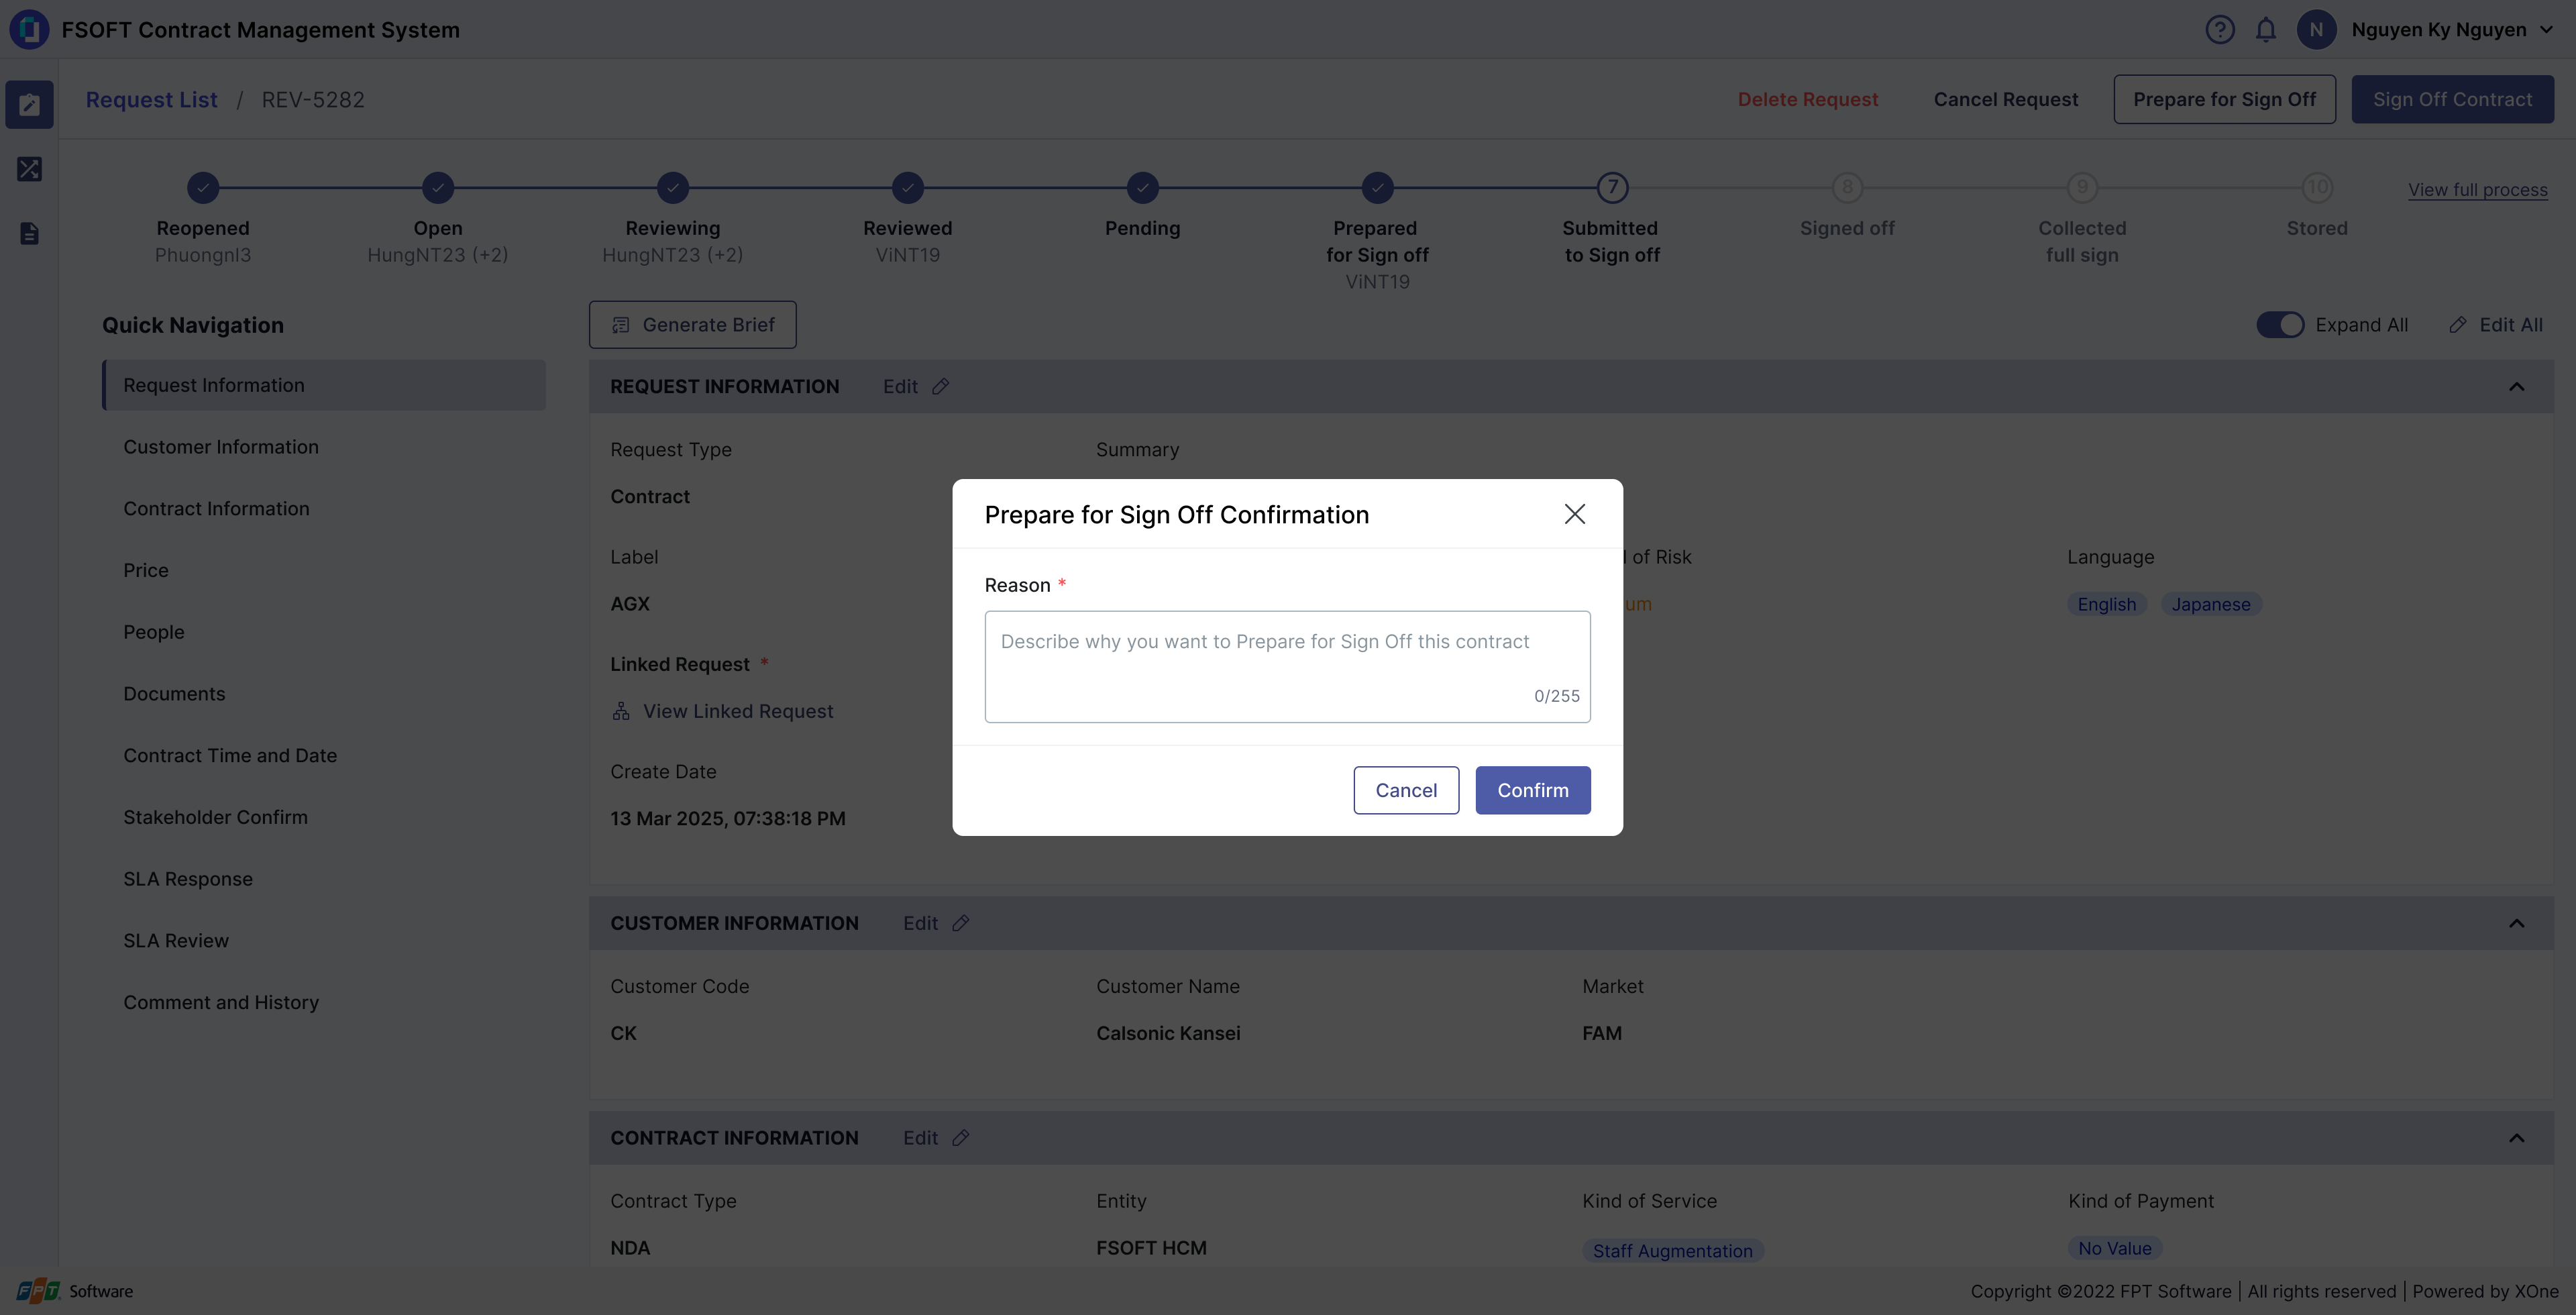 FSOFT Contract Management System
N
Nguyen Ky Nguyen
Request List / REV-5282
Delete Request
Cancel Request
Prepare for Sign Off
Sign Off Contract
7
8
9
10
View full process
Reopened
Phuongnl3
Open
HungNT23 (+2)
Reviewing
HungNT23 (+2)
Reviewed
ViNT19
Pending
Prepared
for Sign off
ViNT19
Submitted
to Sign off
Signed off
Collected
full sign
Stored
Quick Navigation
Request Information
Customer Information
Contract Information
Price
People
Documents
Contract Time and Date
Stakeholder Confirm
SLA Response
SLA Review
Comment and History
Generate Brief
Expand All
Edit All
REQUEST INFORMATION Edit
Request Type
Contract
Summary
Label
AGX
of Risk
um
Language
English Japanese
Linked Request *
View Linked Request
Create Date
13 Mar 2025, 07:38:18 PM
Prepare for Sign Off Confirmation
Reason *
Describe why you want to Prepare for Sign Off this contract
0/255
Cancel
Confirm
CUSTOMER INFORMATION Edit
Customer Code
CK
Customer Name
Calsonic Kansei
Market
FAM
CONTRACT INFORMATION Edit
Contract Type
NDA
Entity
FSOFT HCM
Kind of Service
Staff Augmentation
Kind of Payment
No Value
FPT Software
Copyright ©2022 FPT Software | All rights reserved | Powered by XOne